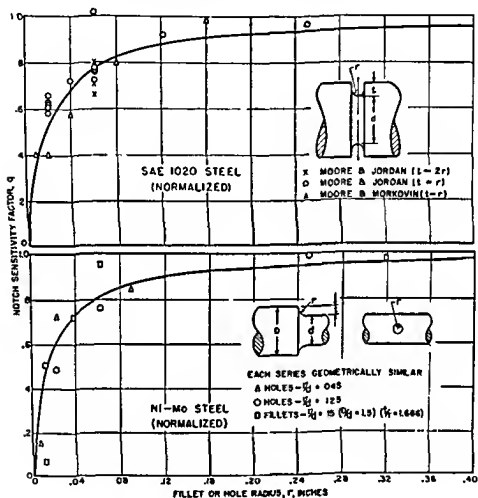 NOTCH SENSITIVITY FACTOR, q
1.0
.8
.6
.4
.2
0
r
t
d
SAE 1020 STEEL
(NORMALIZED)
x MOORE & JORDAN (t = 2r)
O MOORE & JORDAN (t = r)
Δ MOORE & MORKOVIN (t = r)
1.0
.8
.6
.4
.2
0
r
D
d
r
EACH SERIES GEOMETRICALLY SIMILAR
Δ HOLES - r/d = .045
O HOLES - r/d = .125
□ FILLETS - r/d = .15 (D/d = 1.5) (t/r = 1.666)
NI-MO STEEL
(NORMALIZED)
0 .04 .08 .12 .16 .20 .24 .28 .32 .36 .40
FILLET OR HOLE RADIUS, r, INCHES